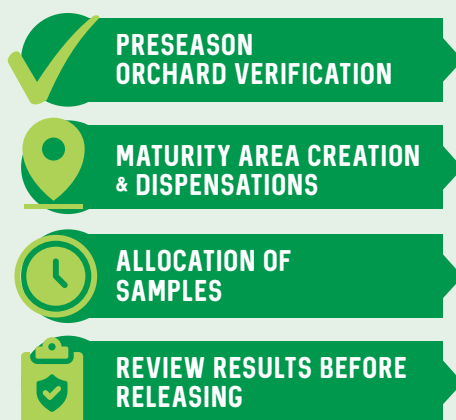 PRESEASON
ORCHARD VERIFICATION
MATURITY AREA CREATION
& DISPENSATIONS
ALLOCATION OF
SAMPLES
REVIEW RESULTS BEFORE
RELEASING